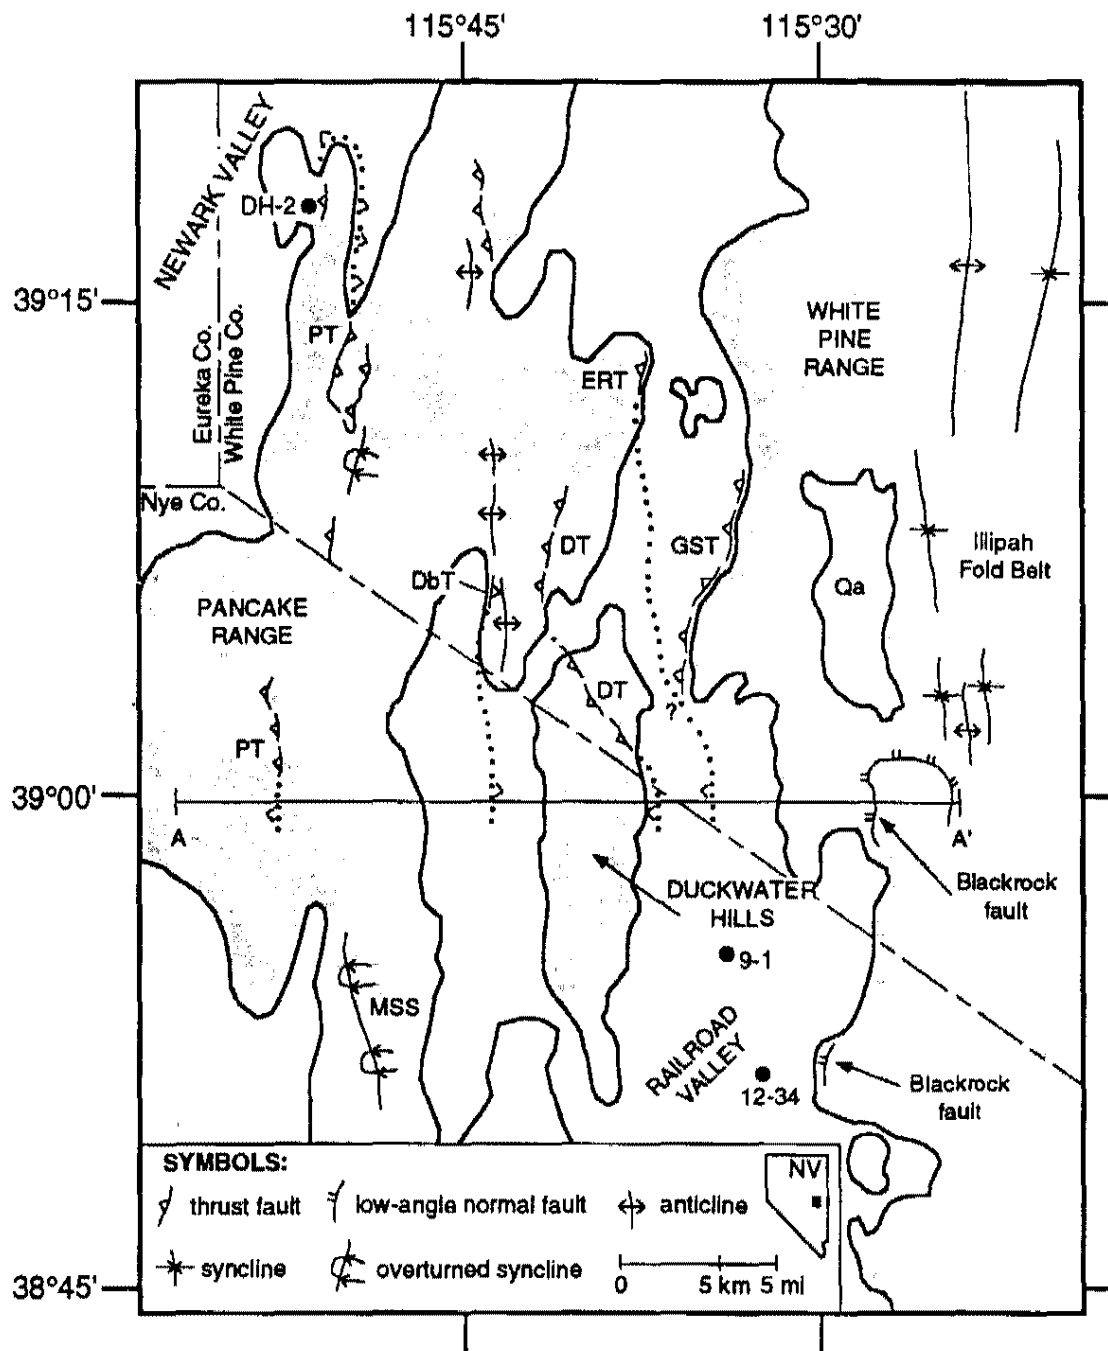 115°45'
115°30'
NEWARK VALLEY
DH-2
39°15'
WHITE
PINE
RANGE
PT
ERT
Eureka Co.
White Pine Co.
Nye Co.
DT
GST
Illipah
Fold Belt
DbT
Qa
PANCAKE
RANGE
DT
?
PT
39°00'
A
A'
Blackrock
fault
DUCKWATER
HILLS
9-1
MSS
RAILROAD
VALLEY
12-34
Blackrock
fault
SYMBOLS:
NV
thrust fault
low-angle normal fault
anticline
syncline
overturned syncline
0 5 km 5 mi
38°45'